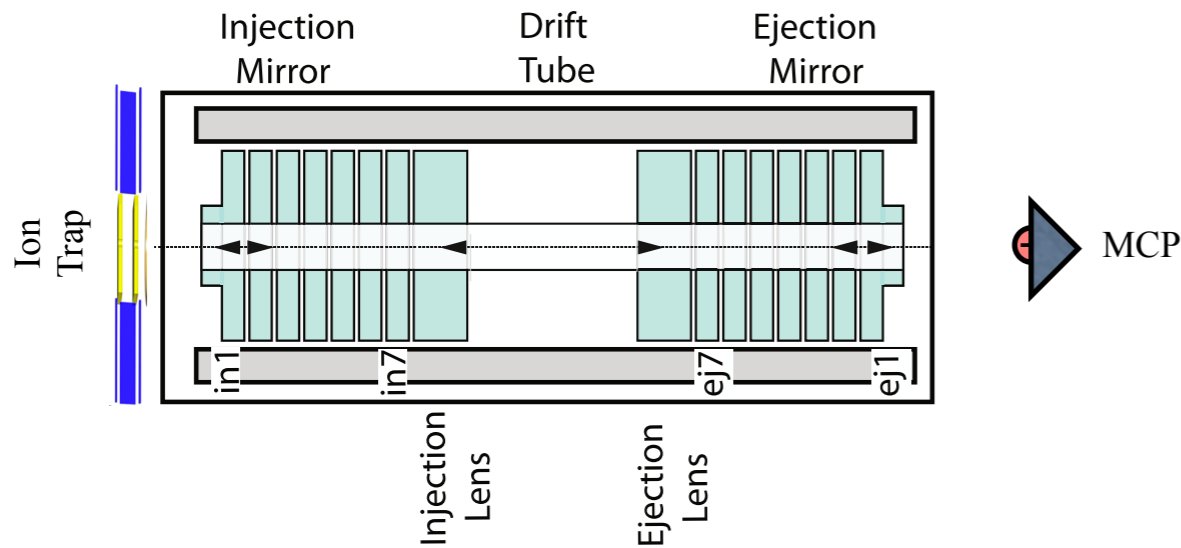 Injection
Mirror
Drift
Tube
Ejection
Mirror
Ion
Trap
MCP
in1
in7
ej7
ej1
Injection
Lens
Ejection
Lens